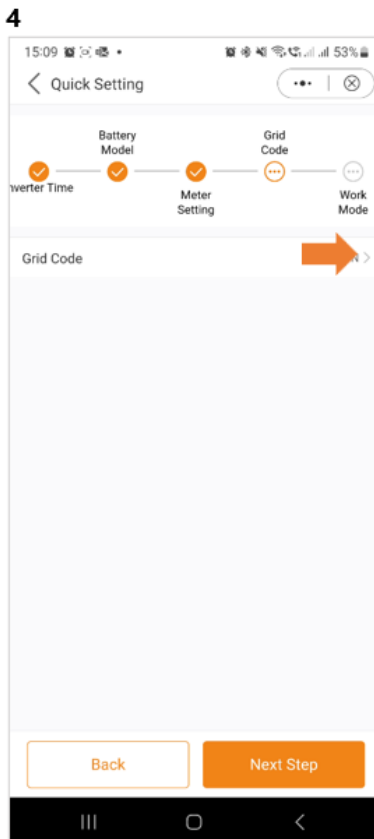 4
15:09 53%
Quick Setting
Battery
Model
Grid
Code
nverter Time
Meter
Setting
Work
Mode
Grid Code
Back
Next Step